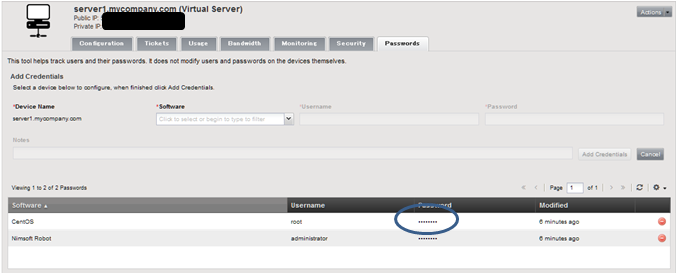 server1.mycompany.com (Virtual Server)
Actions
Public IP:
Private IP:
Configuration Tickets Usage Bandwidth Monitoring Security Passwords
This tool helps track users and their passwords. It does not modify users and passwords on the devices themselves.
Add Credentials
Select a device below to configure, when finished click Add Credentials.
*Device Name *Software *Username *Password
server1.mycompany.com Click to select or begin to type to filter
Notes
Add Credentials Cancel
Viewing 1 to 2 of 2 Passwords
Page 1 of 1
Software Username Password Modified
CentOS root •••••••• 6 minutes ago
Nimsoft Robot administrator •••••••• 6 minutes ago